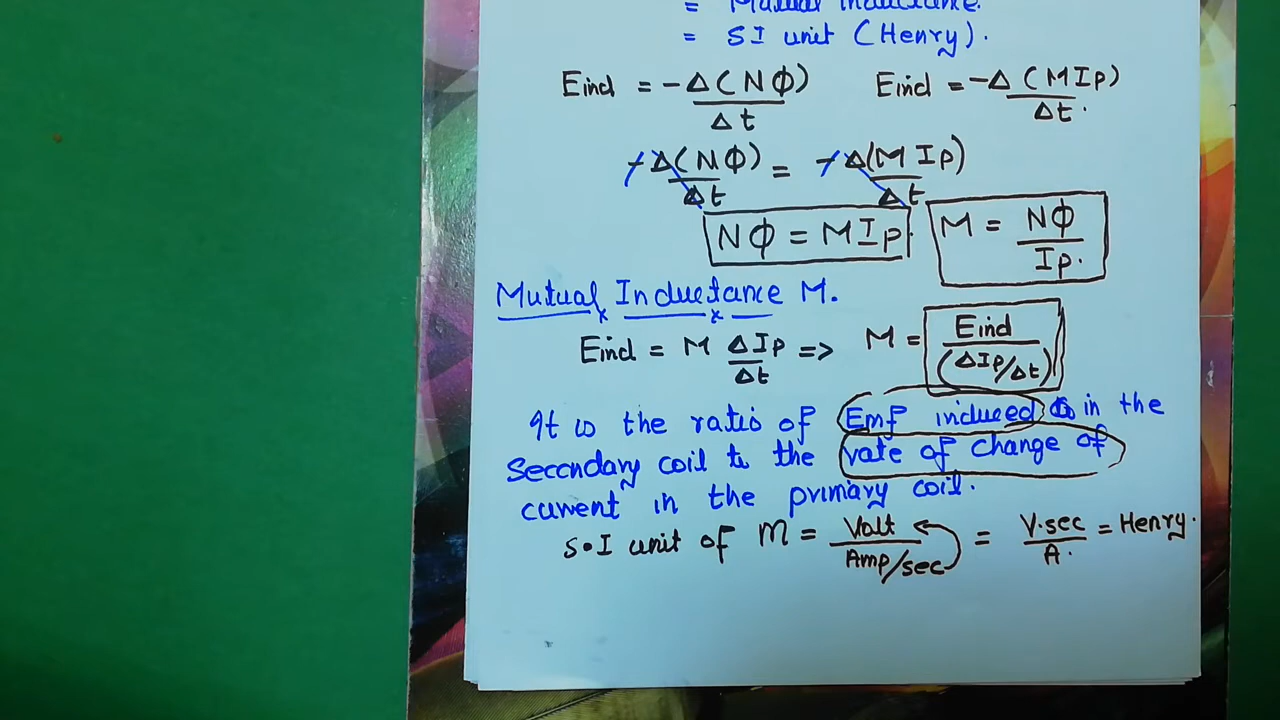 = Mutual Inductance.
= SI unit (Henry).
Eind = -Δ(NΦ)/Δt Eind = -Δ(MIp)/Δt.
-Δ(NΦ)/Δt = -Δ(MIp)/Δt
NΦ = MIp. M = NΦ/Ip.
Mutual Inductance M.
Eind = M ΔIp/Δt => M = Eind/(ΔIp/Δt)
It is the ratio of Emf induced in the
Secondary coil to the rate of change of
current in the primary coil.
S.I unit of M = Volt/Amp/sec = V.sec/A. = Henry.